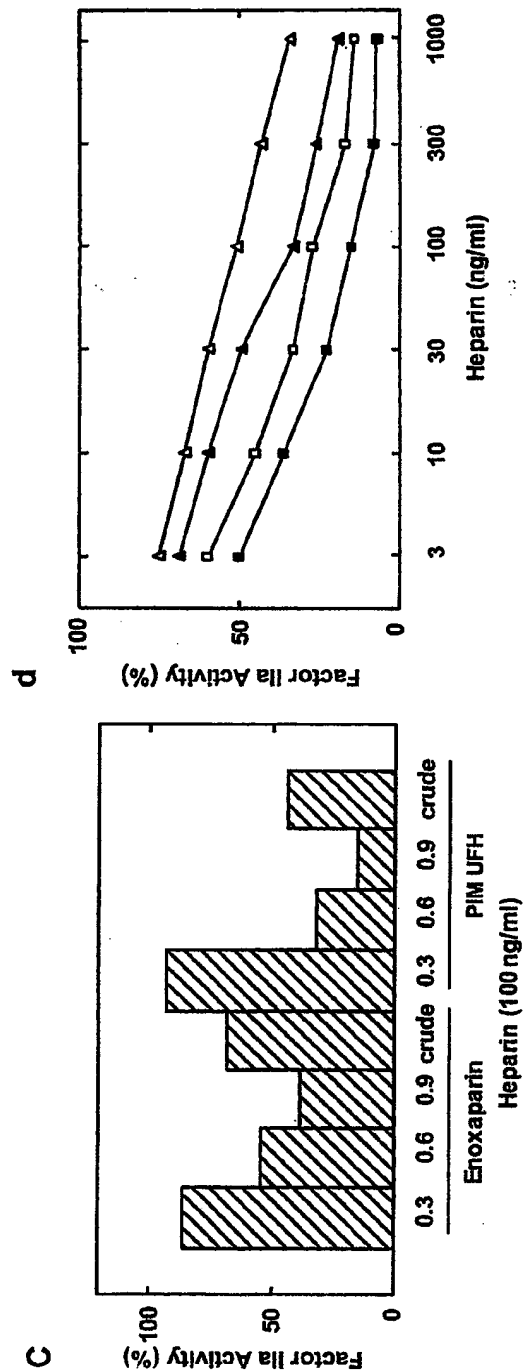 C
Factor IIa Activity (%)
100
50
0
0.3 0.6 0.9 crude 0.3 0.6 0.9 crude
Enoxaparin PIM UFH
Heparin (100 ng/ml)
d
Factor IIa Activity (%)
100
50
0
3 10 30 100 300 1000
Heparin (ng/ml)